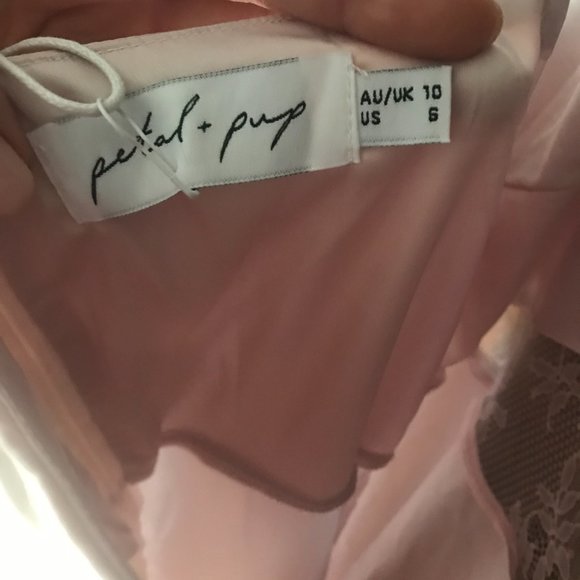 petal + pup
AU/UK 10
US 6